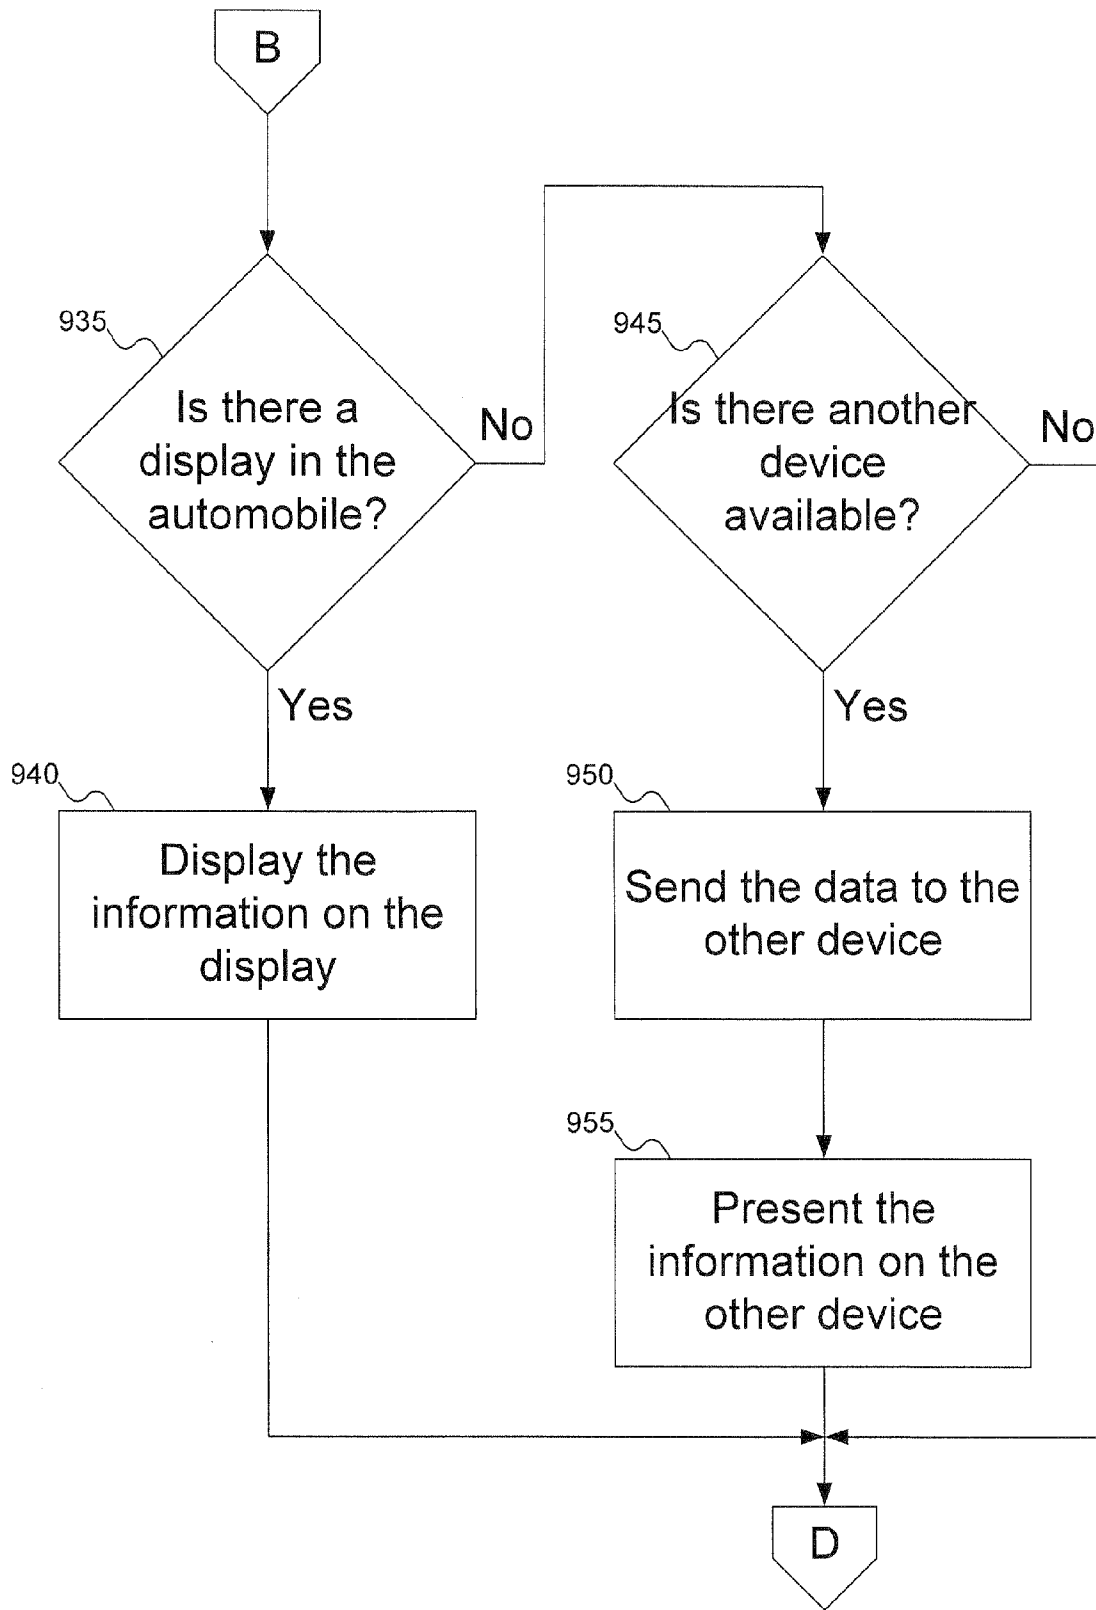 B
935
Is there a
display in the
automobile?
No
Yes
940
Display the
information on the
display
945
Is there another
device
available?
No
Yes
950
Send the data to the
other device
955
Present the
information on the
other device
D